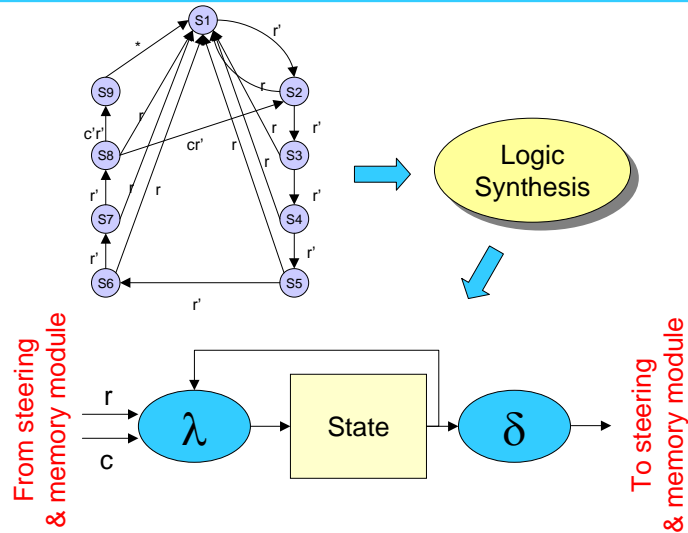 S1
r'
*
S9
r
S2
c'r'
r
r
r'
S8
cr'
r
S3
Logic
Synthesis
r'
r
r
r
r'
S7
S4
r'
r'
S6
S5
r'
From steering
& memory module
r
c
λ
State
δ
To steering
& memory module